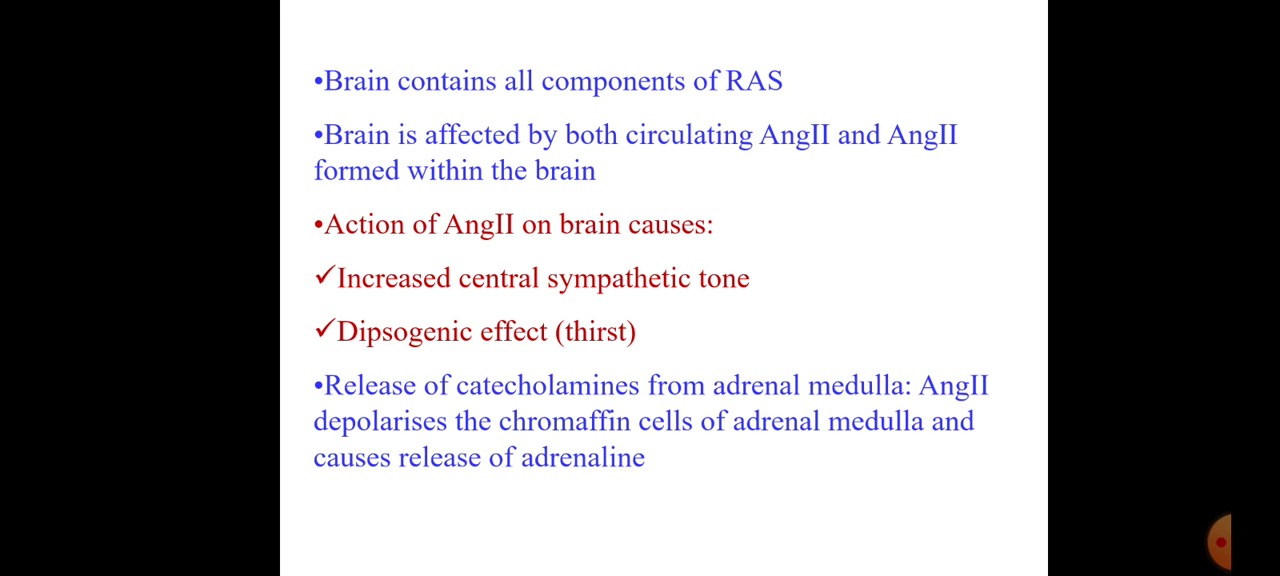 •Brain contains all components of RAS
•Brain is affected by both circulating AngII and AngII
formed within the brain
•Action of AngII on brain causes:
✓Increased central sympathetic tone
✓Dipsogenic effect (thirst)
•Release of catecholamines from adrenal medulla: AngII
depolarises the chromaffin cells of adrenal medulla and
causes release of adrenaline